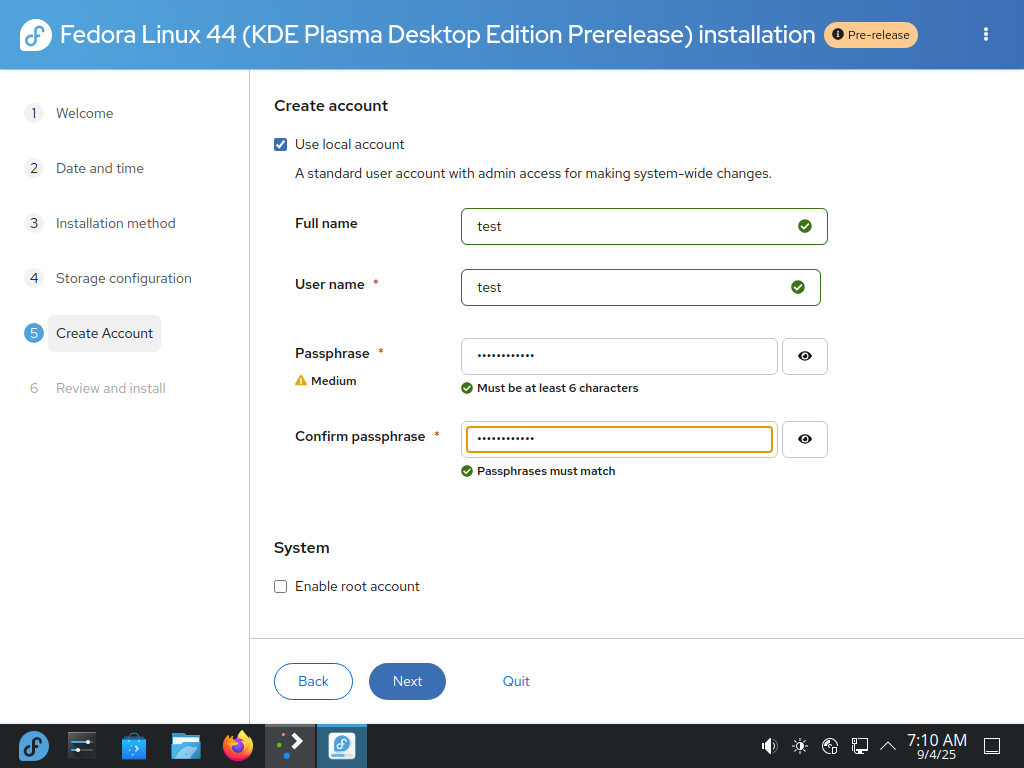 Fedora Linux 44 (KDE Plasma Desktop Edition Prerelease) installation
Pre-release
1 Welcome
2 Date and time
3 Installation method
4 Storage configuration
5 Create Account
6 Review and install
Create account
Use local account
A standard user account with admin access for making system-wide changes.
Full name
test
User name *
test
Passphrase *
••••••••••••
Medium
Must be at least 6 characters
Confirm passphrase *
••••••••••••
Passphrases must match
System
Enable root account
Back
Next
Quit
7:10 AM
9/4/25